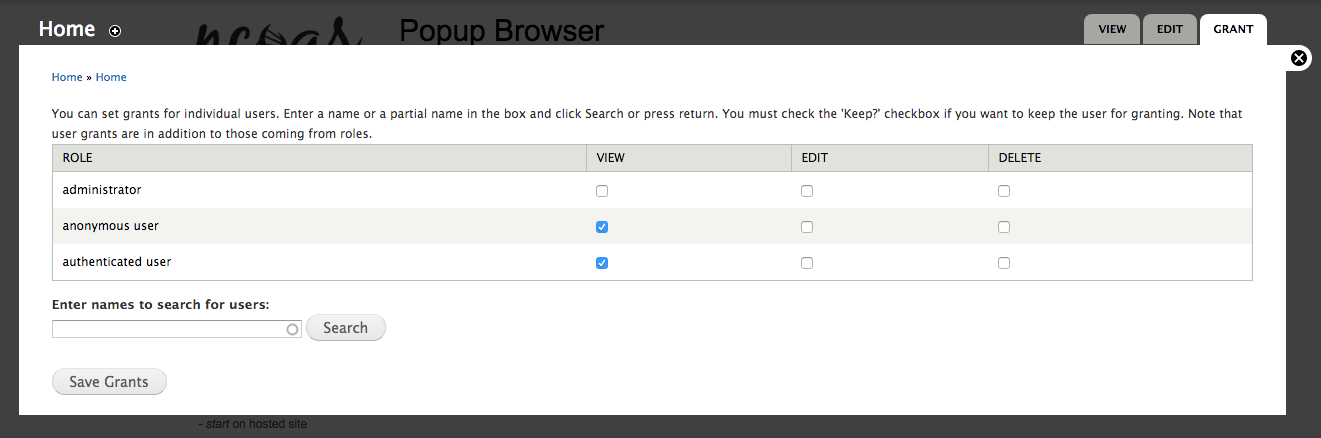 Home
ncgas Popup Browser
VIEW EDIT GRANT
Home » Home
You can set grants for individual users. Enter a name or a partial name in the box and click Search or press return. You must check the 'Keep?' checkbox if you want to keep the user for granting. Note that
user grants are in addition to those coming from roles.
ROLE VIEW EDIT DELETE
administrator
anonymous user
authenticated user
Enter names to search for users:
Search
Save Grants
- start on hosted site